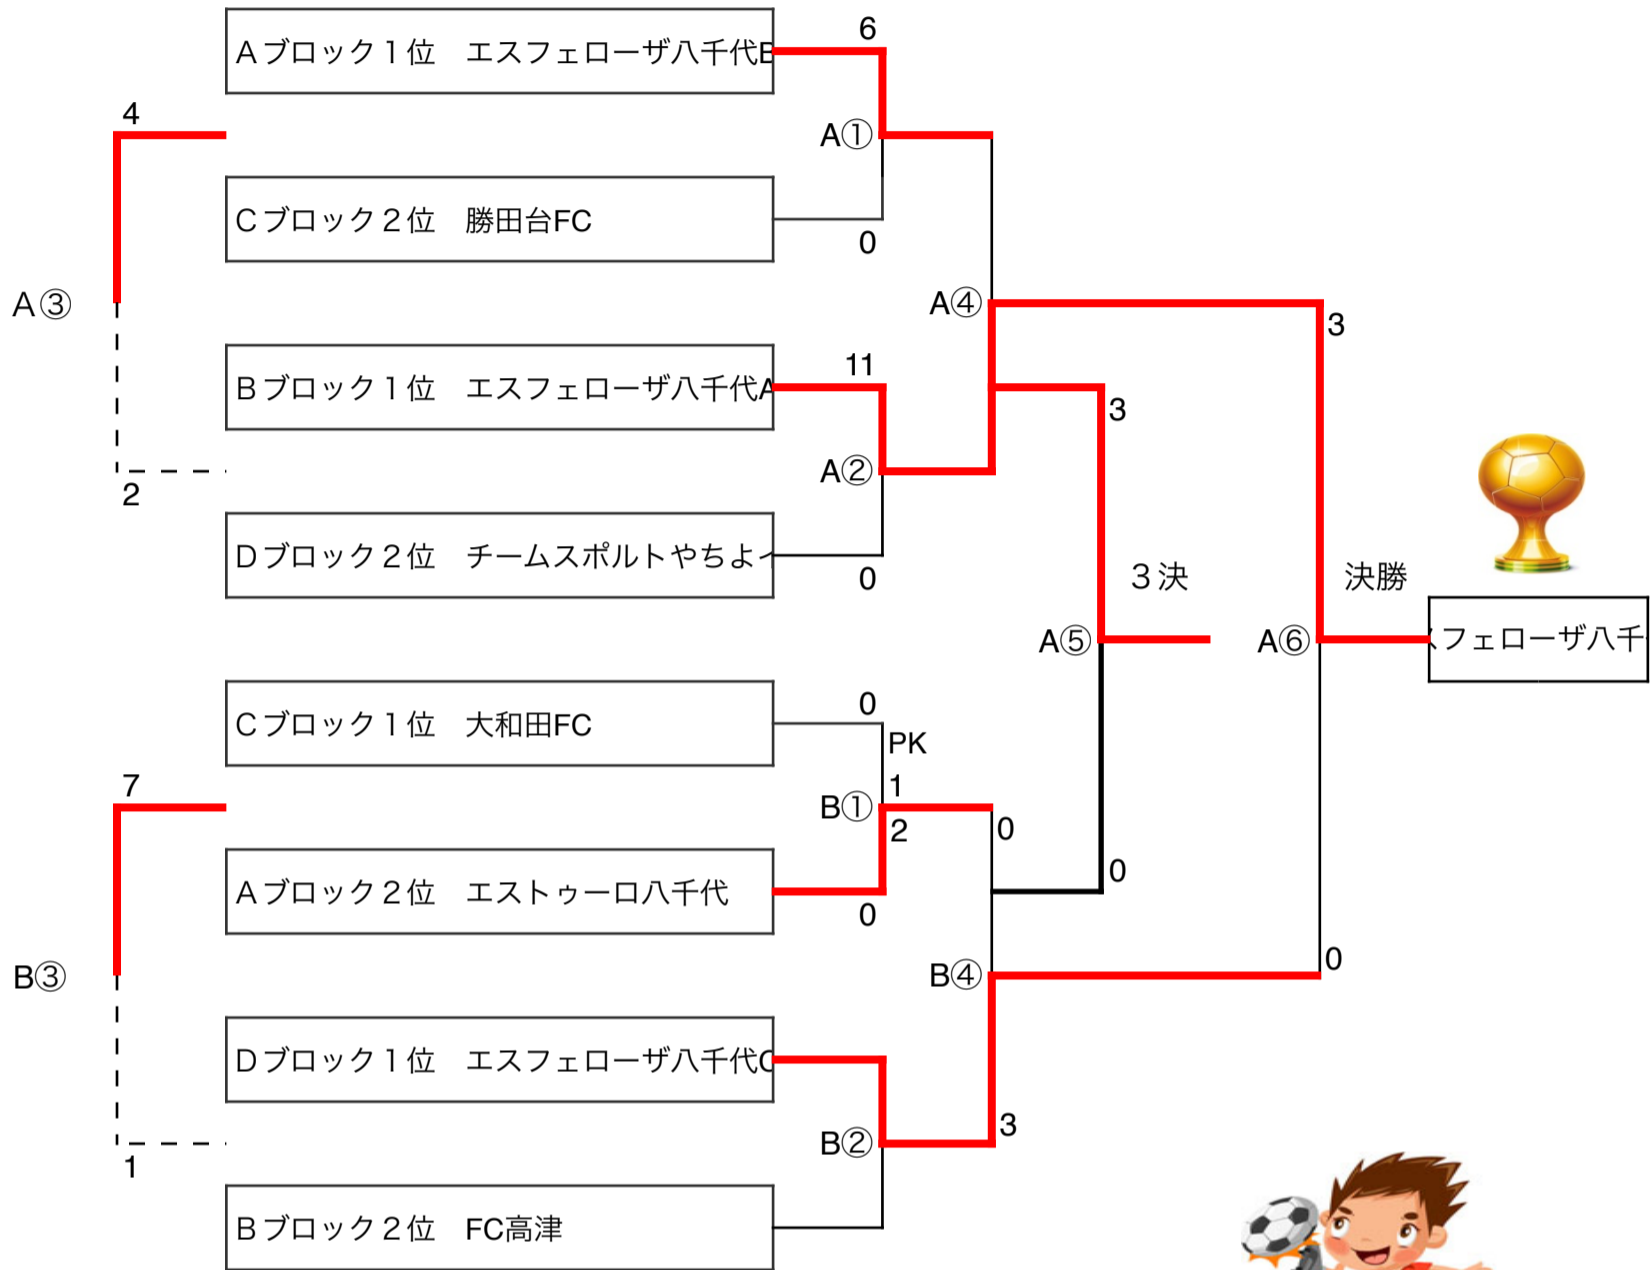 6
Aブロック1位　エスフェローザ八千代B
4
A①
Cブロック2位　勝田台FC
0
A③
A④
3
11
Bブロック1位　エスフェローザ八千代A
3
A②
2
Dブロック2位　チームスポルトやちよ
0
3決
決勝
A⑤
A⑥
フェローザ八千
0
Cブロック1位　大和田FC
PK
7
1
B①
2
0
Aブロック2位　エストゥーロ八千代
0
0
B③
B④
0
Dブロック1位　エスフェローザ八千代C
3
B②
1
Bブロック2位　FC高津